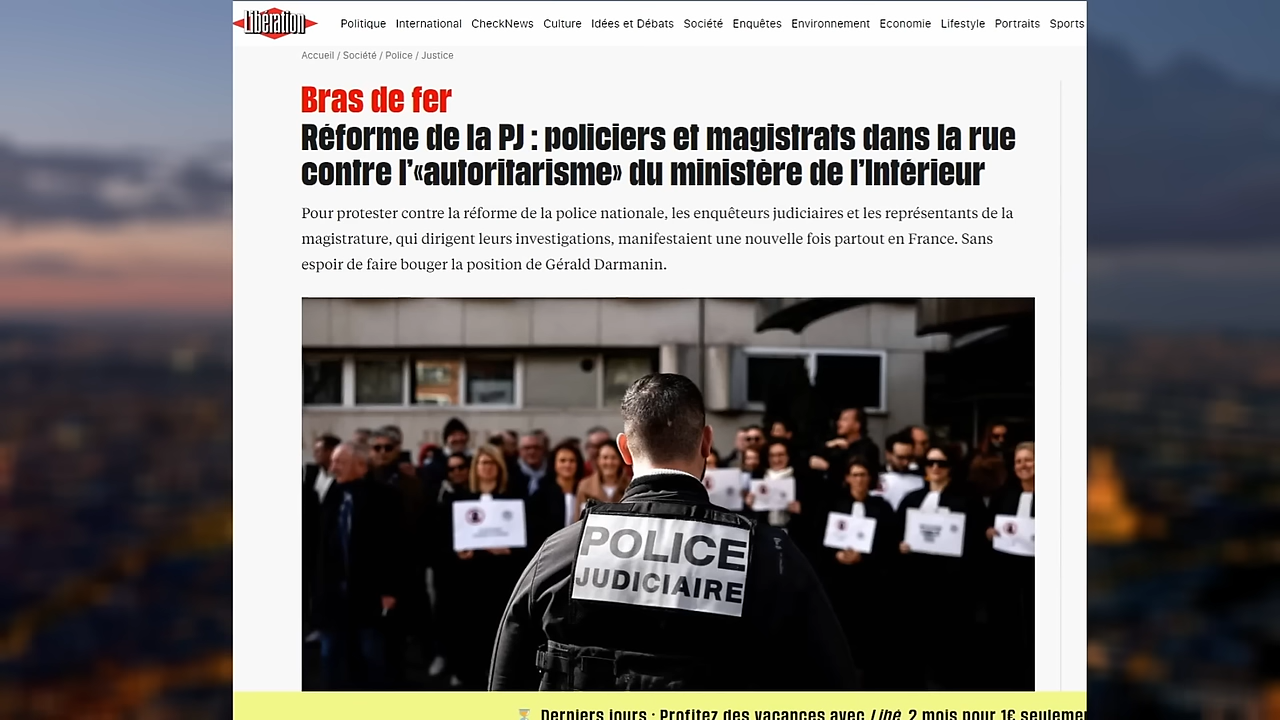 Libération
Politique International CheckNews Culture Idées et Débats Société Enquêtes Environnement Economie Lifestyle Portraits Sports
Accueil / Société / Police / Justice
Bras de fer
Réforme de la PJ : policiers et magistrats dans la rue
contre l'«autoritarisme» du ministère de l'Intérieur
Pour protester contre la réforme de la police nationale, les enquêteurs judiciaires et les représentants de la
magistrature, qui dirigent leurs investigations, manifestaient une nouvelle fois partout en France. Sans
espoir de faire bouger la position de Gérald Darmanin.
POLICE
JUDICIAIRE
Derniers jours : Profitez des vacances avec Libé, 2 mois pour 1€ seulemen